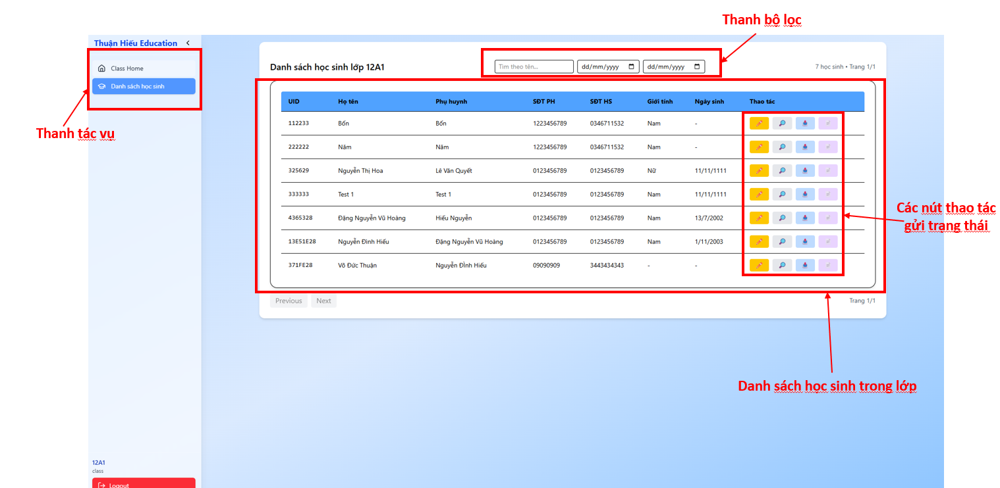 Thanh bộ lọc
Thuận Hiếu Education
Class Home
Danh sách học sinh
Thanh tác vụ
Danh sách học sinh lớp 12A1
Tìm theo tên...
dd/mm/yyyy
dd/mm/yyyy
7 học sinh • Trang 1/1
UID Họ tên Phụ huynh SĐT PH SĐT HS Giới tính Ngày sinh Thao tác
112233 Bốn Bốn 1223456789 0346711532 Nam -
222222 Năm Năm 1223456789 0346711532 Nam -
325629 Nguyễn Thị Hoa Lê Văn Quyết 0123456789 0123456789 Nữ 11/11/1111
333333 Test 1 Test 1 0123456789 0123456789 Nam 11/11/1111
4365328 Đặng Nguyễn Vũ Hoàng Hiếu Nguyễn 0123456789 0123456789 Nam 13/7/2002
13E51E28 Nguyễn Đình Hiếu Đặng Nguyễn Vũ Hoàng 0123456789 0123456789 Nam 1/11/2003
371FE28 Võ Đức Thuận Nguyễn Đình Hiếu 09090909 3443434343 - -
Các nút thao tác
gửi trạng thái
Previous
Next
Trang 1/1
Danh sách học sinh trong lớp
12A1
class
Logout